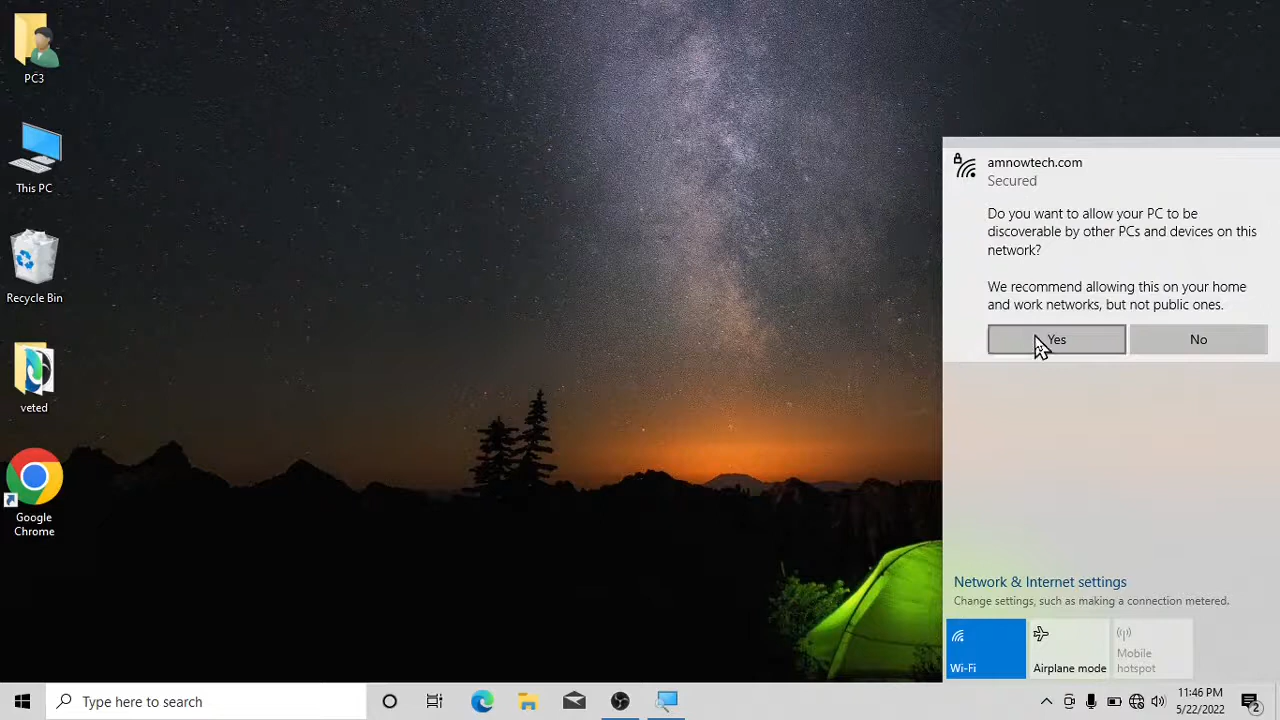 PC3
This PC
Recycle Bin
veted
Google
Chrome
amnowtech.com
Secured
Do you want to allow your PC to be
discoverable by other PCs and devices on this
network?
We recommend allowing this on your home
and work networks, but not public ones.
Yes
No
Network & Internet settings
Change settings, such as making a connection metered.
Wi-Fi
Airplane mode
Mobile
hotspot
Type here to search
11:46 PM
5/22/2022
2